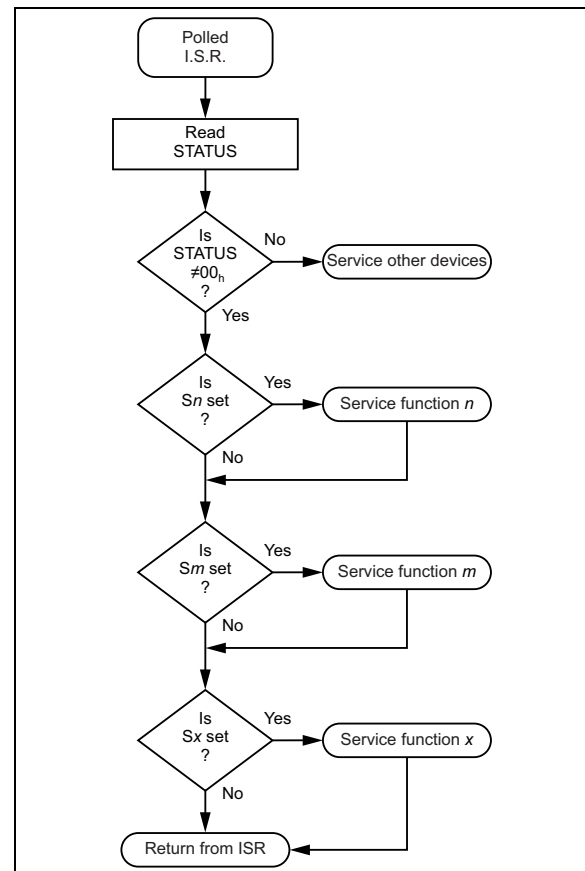 Polled
I.S.R.
Read
STATUS
Is
STATUS
≠00h
?
No
Service other devices
Yes
Is
Sn set
?
Yes
Service function n
No
Is
Sm set
?
Yes
Service function m
No
Is
Sx set
?
Yes
Service function x
No
Return from ISR